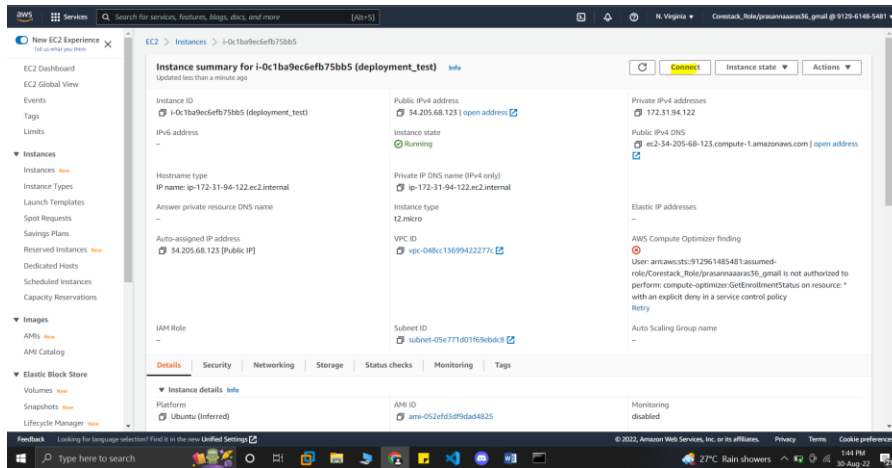 aws
Services
Search for services, features, blogs, docs, and more
[Alt+S]
N. Virginia
Corestack_Role/prasannaaaras36_gmail @ 9129-6148-5481
New EC2 Experience
Tell us what you think
EC2 Dashboard
EC2 Global View
Events
Tags
Limits
Instances
Instances New
Instance Types
Launch Templates
Spot Requests
Savings Plans
Reserved Instances New
Dedicated Hosts
Scheduled Instances
Capacity Reservations
Images
AMIs New
AMI Catalog
Elastic Block Store
Volumes New
Snapshots New
Lifecycle Manager New
EC2 > Instances > i-0c1ba9ec6efb75bb5
Instance summary for i-0c1ba9ec6efb75bb5 (deployment_test) Info
Updated less than a minute ago
Connect
Instance state
Actions
Instance ID
i-0c1ba9ec6efb75bb5 (deployment_test)
Public IPv4 address
34.205.68.123 | open address
Private IPv4 addresses
172.31.94.122
IPv6 address
–
Instance state
Running
Public IPv4 DNS
ec2-34-205-68-123.compute-1.amazonaws.com | open address
Hostname type
IP name: ip-172-31-94-122.ec2.internal
Private IP DNS name (IPv4 only)
ip-172-31-94-122.ec2.internal
Answer private resource DNS name
–
Instance type
t2.micro
Elastic IP addresses
–
Auto-assigned IP address
34.205.68.123 [Public IP]
VPC ID
vpc-048cc13699422277c
AWS Compute Optimizer finding
User: arn:aws:sts::912961485481:assumed-
role/Corestack_Role/prasannaaaras36_gmail is not authorized to
perform: compute-optimizer:GetEnrollmentStatus on resource: *
with an explicit deny in a service control policy
Retry
IAM Role
–
Subnet ID
subnet-05e771d01f69ebdc8
Auto Scaling Group name
–
Details
Security
Networking
Storage
Status checks
Monitoring
Tags
Instance details Info
Platform
Ubuntu (Inferred)
AMI ID
ami-052efd3df9dad4825
Monitoring
disabled
Feedback
Looking for language selection? Find it in the new Unified Settings
© 2022, Amazon Web Services, Inc. or its affiliates.
Privacy
Terms
Cookie preferences
Type here to search
27°C Rain showers
1:44 PM
30-Aug-22